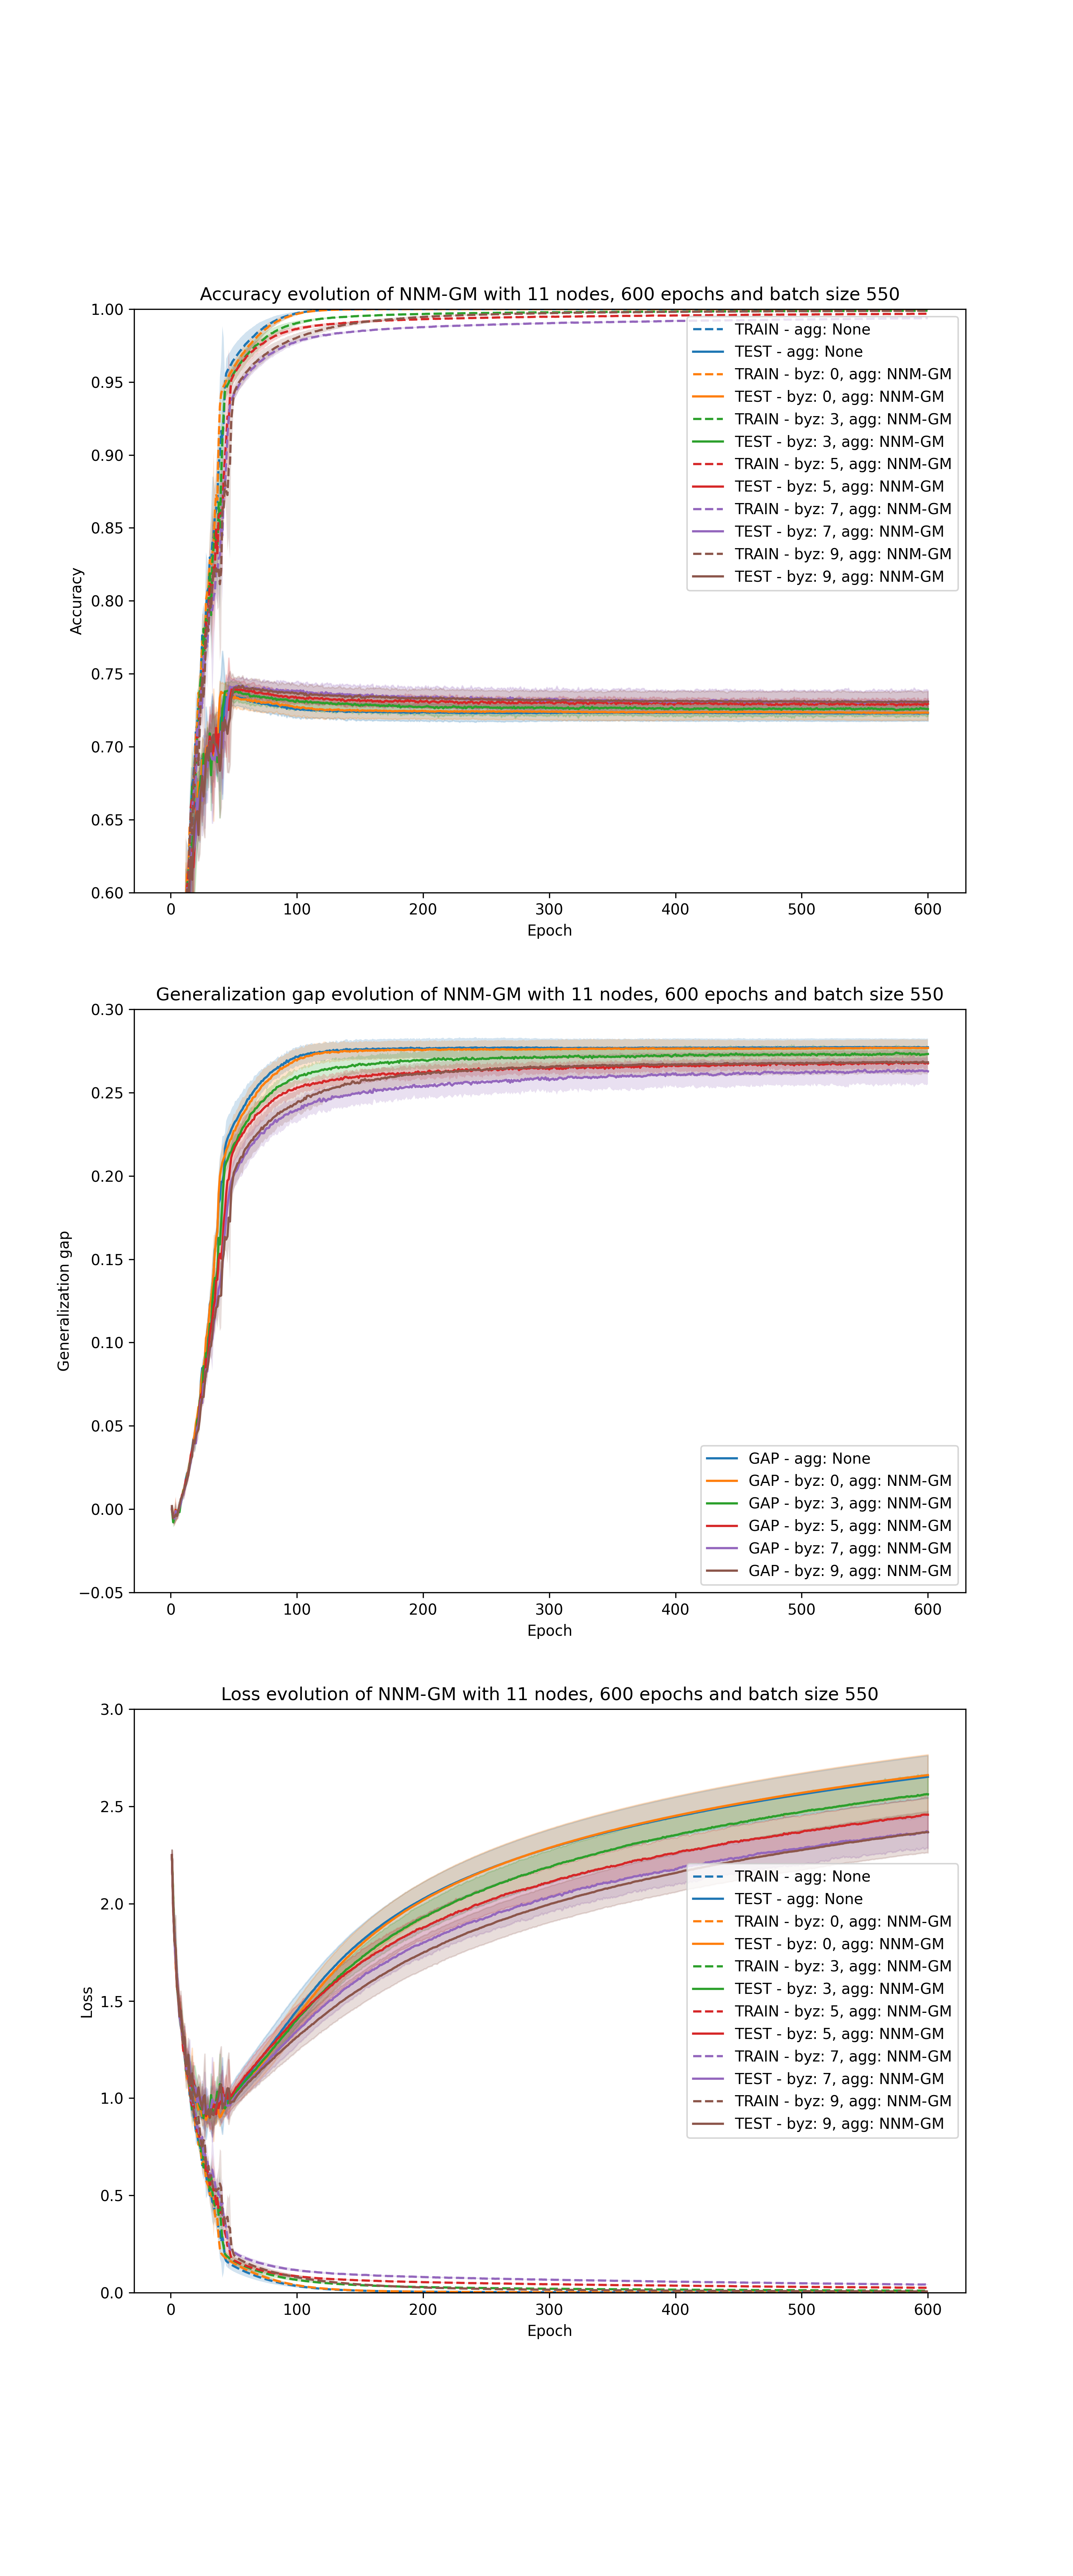 Accuracy evolution of NNM-GM with 11 nodes, 600 epochs and batch size 550
1.00
0.95
0.90
0.85
0.80
0.75
0.70
0.65
0.60
Accuracy
TRAIN - agg: None
TEST - agg: None
TRAIN - byz: 0, agg: NNM-GM
TEST - byz: 0, agg: NNM-GM
TRAIN - byz: 3, agg: NNM-GM
TEST - byz: 3, agg: NNM-GM
TRAIN - byz: 5, agg: NNM-GM
TEST - byz: 5, agg: NNM-GM
TRAIN - byz: 7, agg: NNM-GM
TEST - byz: 7, agg: NNM-GM
TRAIN - byz: 9, agg: NNM-GM
TEST - byz: 9, agg: NNM-GM
0 100 200 300 400 500 600
Epoch
Generalization gap evolution of NNM-GM with 11 nodes, 600 epochs and batch size 550
0.30
0.25
0.20
0.15
0.10
0.05
0.00
−0.05
Generalization gap
GAP - agg: None
GAP - byz: 0, agg: NNM-GM
GAP - byz: 3, agg: NNM-GM
GAP - byz: 5, agg: NNM-GM
GAP - byz: 7, agg: NNM-GM
GAP - byz: 9, agg: NNM-GM
0 100 200 300 400 500 600
Epoch
Loss evolution of NNM-GM with 11 nodes, 600 epochs and batch size 550
3.0
2.5
2.0
1.5
1.0
0.5
0.0
Loss
TRAIN - agg: None
TEST - agg: None
TRAIN - byz: 0, agg: NNM-GM
TEST - byz: 0, agg: NNM-GM
TRAIN - byz: 3, agg: NNM-GM
TEST - byz: 3, agg: NNM-GM
TRAIN - byz: 5, agg: NNM-GM
TEST - byz: 5, agg: NNM-GM
TRAIN - byz: 7, agg: NNM-GM
TEST - byz: 7, agg: NNM-GM
TRAIN - byz: 9, agg: NNM-GM
TEST - byz: 9, agg: NNM-GM
0 100 200 300 400 500 600
Epoch